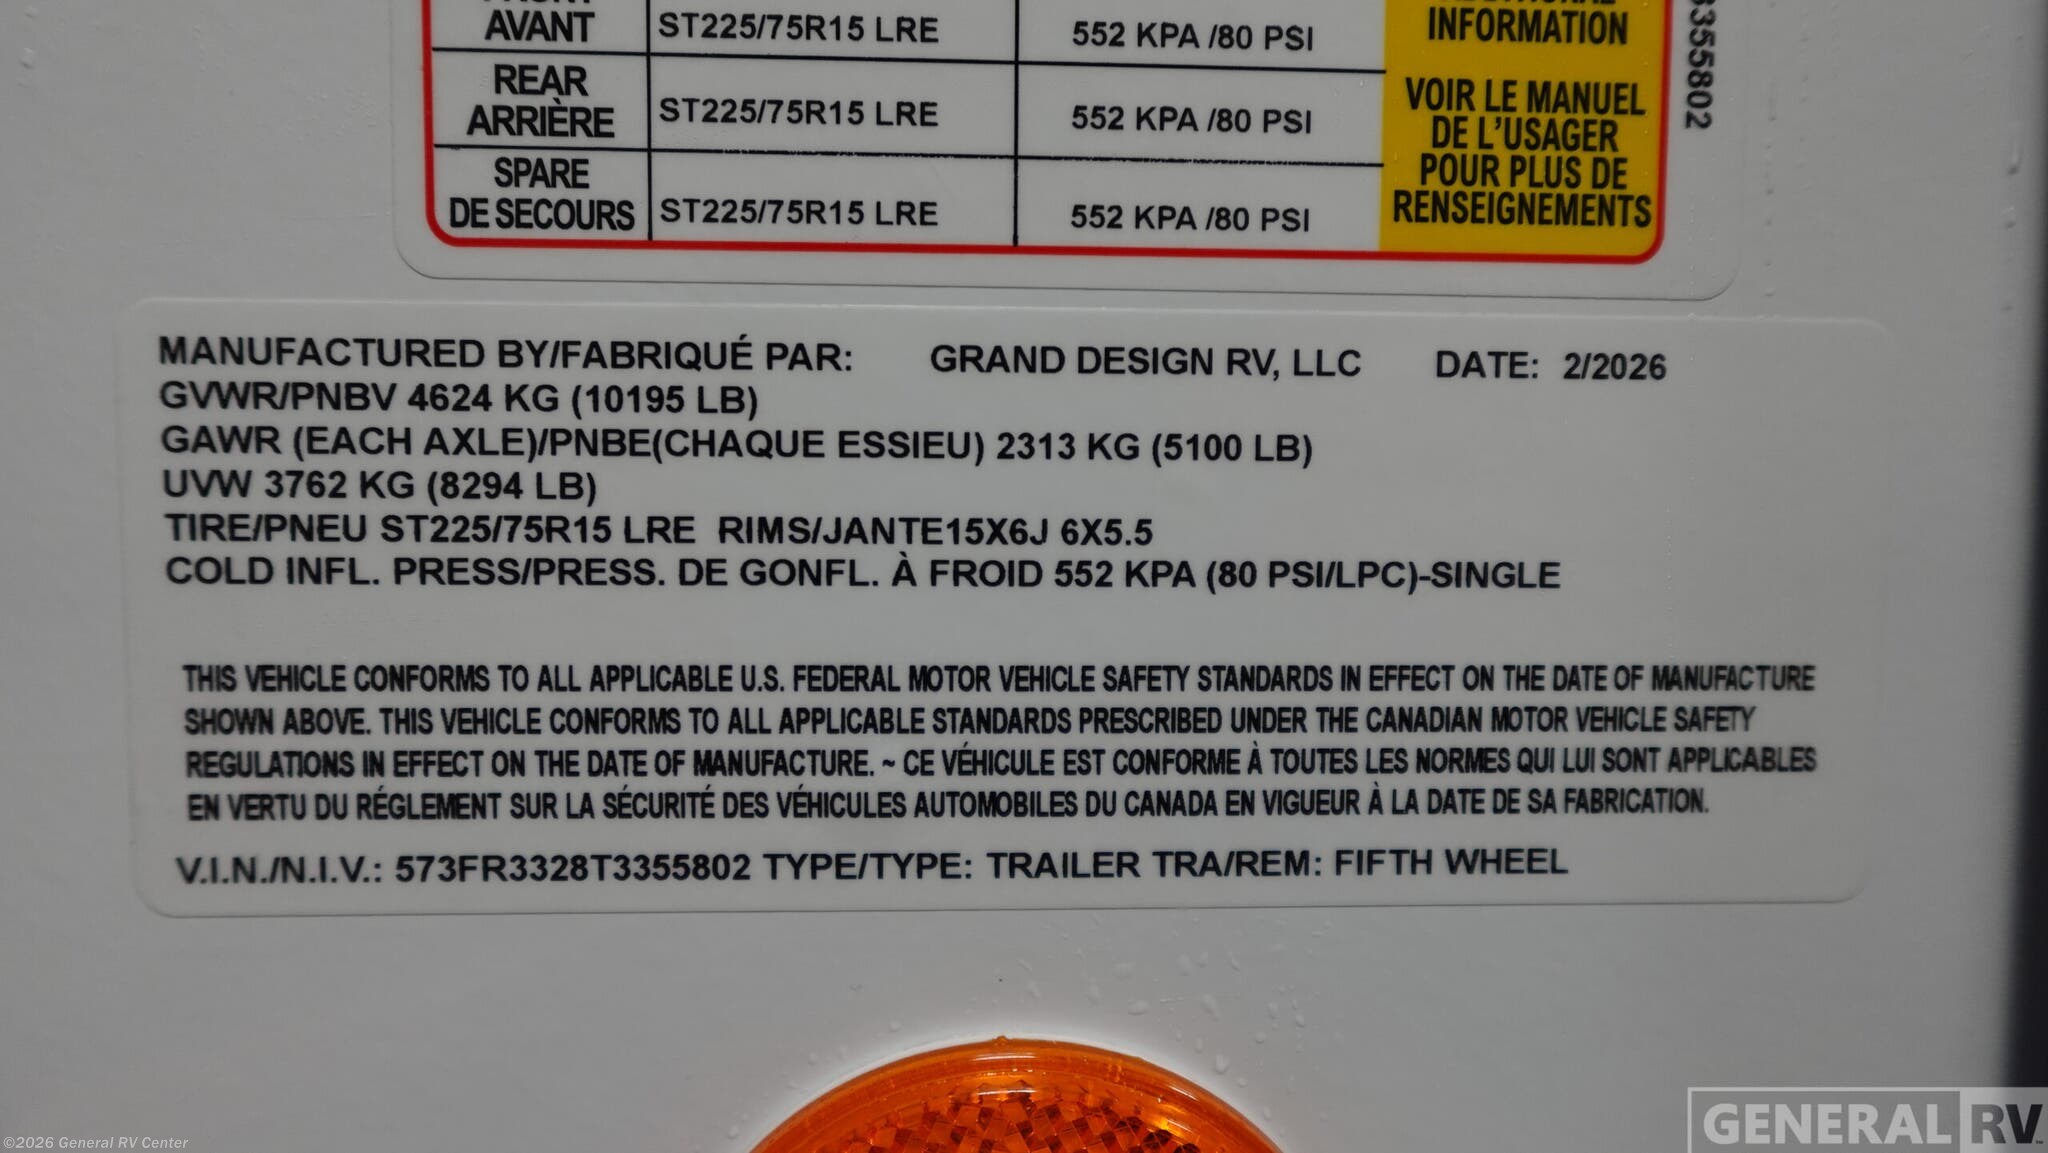 AVANT ST225/75R15 LRE 552 KPA /80 PSI
INFORMATION
REAR
ARRIÈRE ST225/75R15 LRE 552 KPA /80 PSI
SPARE
DE SECOURS ST225/75R15 LRE 552 KPA /80 PSI
VOIR LE MANUEL
DE L'USAGER
POUR PLUS DE
RENSEIGNEMENTS
3355802
MANUFACTURED BY/FABRIQUÉ PAR: GRAND DESIGN RV, LLC DATE: 2/2026
GVWR/PNBV 4624 KG (10195 LB)
GAWR (EACH AXLE)/PNBE(CHAQUE ESSIEU) 2313 KG (5100 LB)
UVW 3762 KG (8294 LB)
TIRE/PNEU ST225/75R15 LRE RIMS/JANTE15X6J 6X5.5
COLD INFL. PRESS/PRESS. DE GONFL. À FROID 552 KPA (80 PSI/LPC)-SINGLE
THIS VEHICLE CONFORMS TO ALL APPLICABLE U.S. FEDERAL MOTOR VEHICLE SAFETY STANDARDS IN EFFECT ON THE DATE OF MANUFACTURE
SHOWN ABOVE. THIS VEHICLE CONFORMS TO ALL APPLICABLE STANDARDS PRESCRIBED UNDER THE CANADIAN MOTOR VEHICLE SAFETY
REGULATIONS IN EFFECT ON THE DATE OF MANUFACTURE. ~ CE VÉHICULE EST CONFORME À TOUTES LES NORMES QUI LUI SONT APPLICABLES
EN VERTU DU RÉGLEMENT SUR LA SÉCURITÉ DES VÉHICULES AUTOMOBILES DU CANADA EN VIGUEUR À LA DATE DE SA FABRICATION.
V.I.N./N.I.V.: 573FR3328T3355802 TYPE/TYPE: TRAILER TRA/REM: FIFTH WHEEL
©2026 General RV Center
GENERAL RV